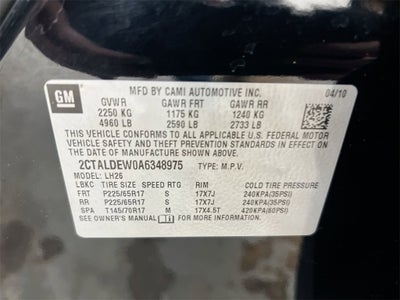 GM
MFD BY CAMI AUTOMOTIVE INC. 04/10
GVWR GAWR FRT GAWR RR
2250 KG 1175 KG 1240 KG
4960 LB 2590 LB 2733 LB
THIS VEHICLE CONFORMS TO ALL APPLICABLE U.S. FEDERAL MOTOR
VEHICLE SAFETY, BUMPER, AND THEFT PREVENTION STANDARDS IN
EFFECT ON THE DATE OF MANUFACTURE SHOWN ABOVE.
2CTALDEW0A6348975 TYPE: M.P.V.
MODEL: LH26
LBKC TIRE SIZE SPEED RTG RIM COLD TIRE PRESSURE
FRT P225/65R17 S 17X7J 240KPA(35PSI)
RR P225/65R17 S 17X7J 240KPA(35PSI)
SPA T145/70R17 M 17X4.5T 420KPA(60PSI)
SEE OWNER'S MANUAL FOR ADDITIONAL INFORMATION